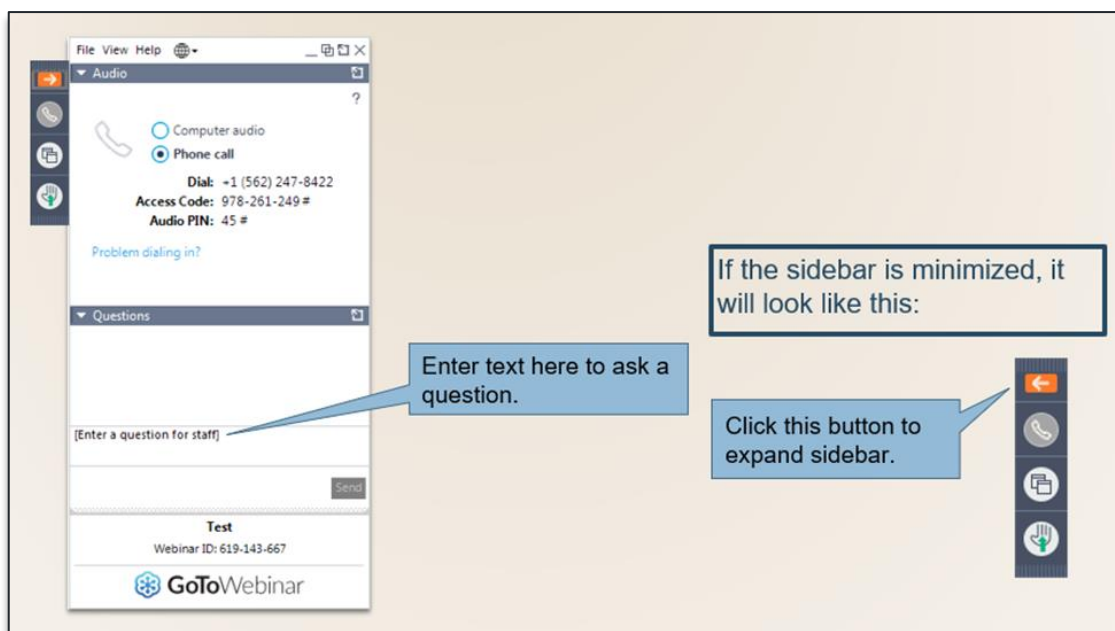 File View Help
Audio
?
Computer audio
Phone call
Dial: +1 (562) 247-8422
Access Code: 978-261-249 #
Audio PIN: 45 #
Problem dialing in?
Questions
[Enter a question for staff]
Send
Test
Webinar ID: 619-143-667
GoToWebinar
Enter text here to ask a
question.
If the sidebar is minimized, it
will look like this:
Click this button to
expand sidebar.